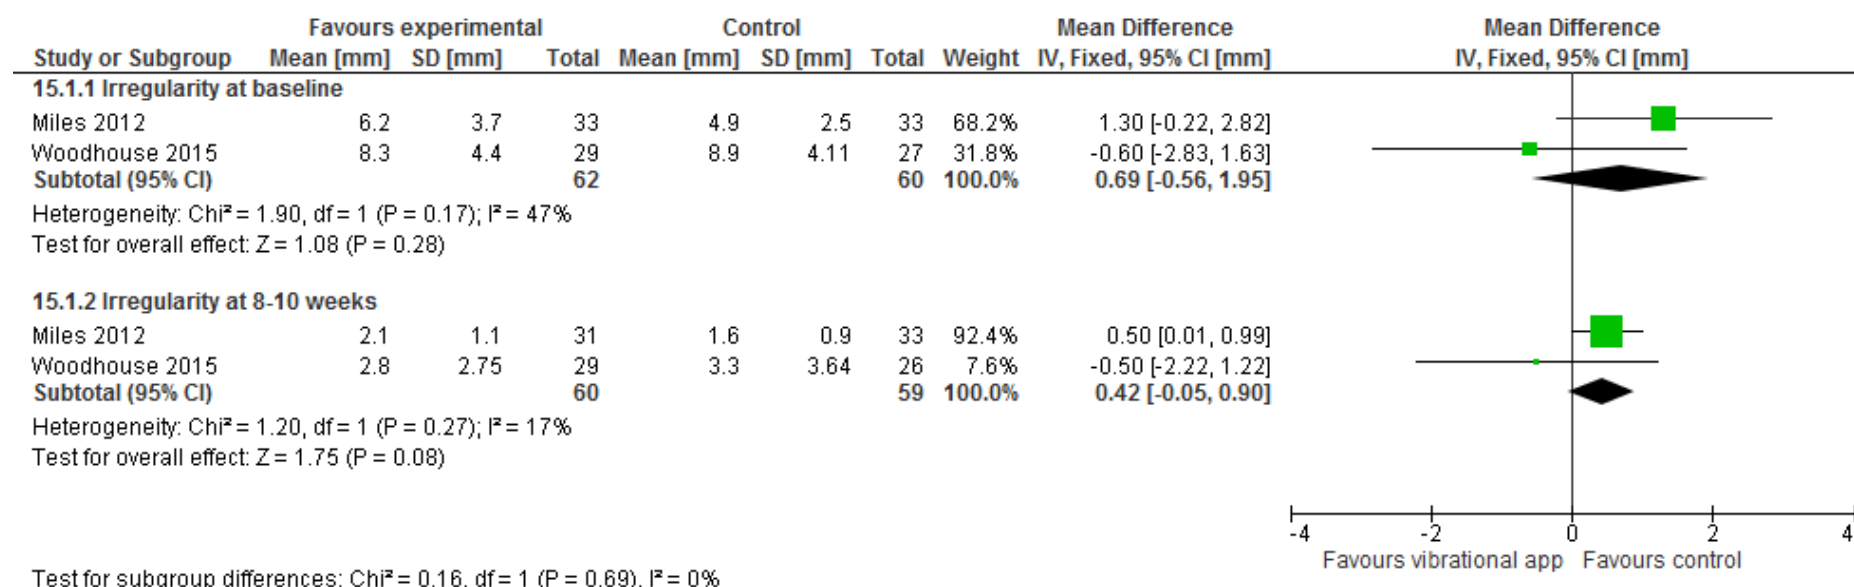 Favours experimental Control Mean Difference Mean Difference
Study or Subgroup Mean [mm] SD [mm] Total Mean [mm] SD [mm] Total Weight IV, Fixed, 95% CI [mm] IV, Fixed, 95% CI [mm]
15.1.1 Irregularity at baseline
Miles 2012 6.2 3.7 33 4.9 2.5 33 68.2% 1.30 [-0.22, 2.82]
Woodhouse 2015 8.3 4.4 29 8.9 4.11 27 31.8% -0.60 [-2.83, 1.63]
Subtotal (95% CI) 62 60 100.0% 0.69 [-0.56, 1.95]
Heterogeneity: Chi² = 1.90, df = 1 (P = 0.17); I² = 47%
Test for overall effect: Z = 1.08 (P = 0.28)
15.1.2 Irregularity at 8-10 weeks
Miles 2012 2.1 1.1 31 1.6 0.9 33 92.4% 0.50 [0.01, 0.99]
Woodhouse 2015 2.8 2.75 29 3.3 3.64 26 7.6% -0.50 [-2.22, 1.22]
Subtotal (95% CI) 60 59 100.0% 0.42 [-0.05, 0.90]
Heterogeneity: Chi² = 1.20, df = 1 (P = 0.27); I² = 17%
Test for overall effect: Z = 1.75 (P = 0.08)
-4 -2 0 2 4
Favours vibrational app Favours control
Test for subgroup differences: Chi² = 0.16, df = 1 (P = 0.69), I² = 0%